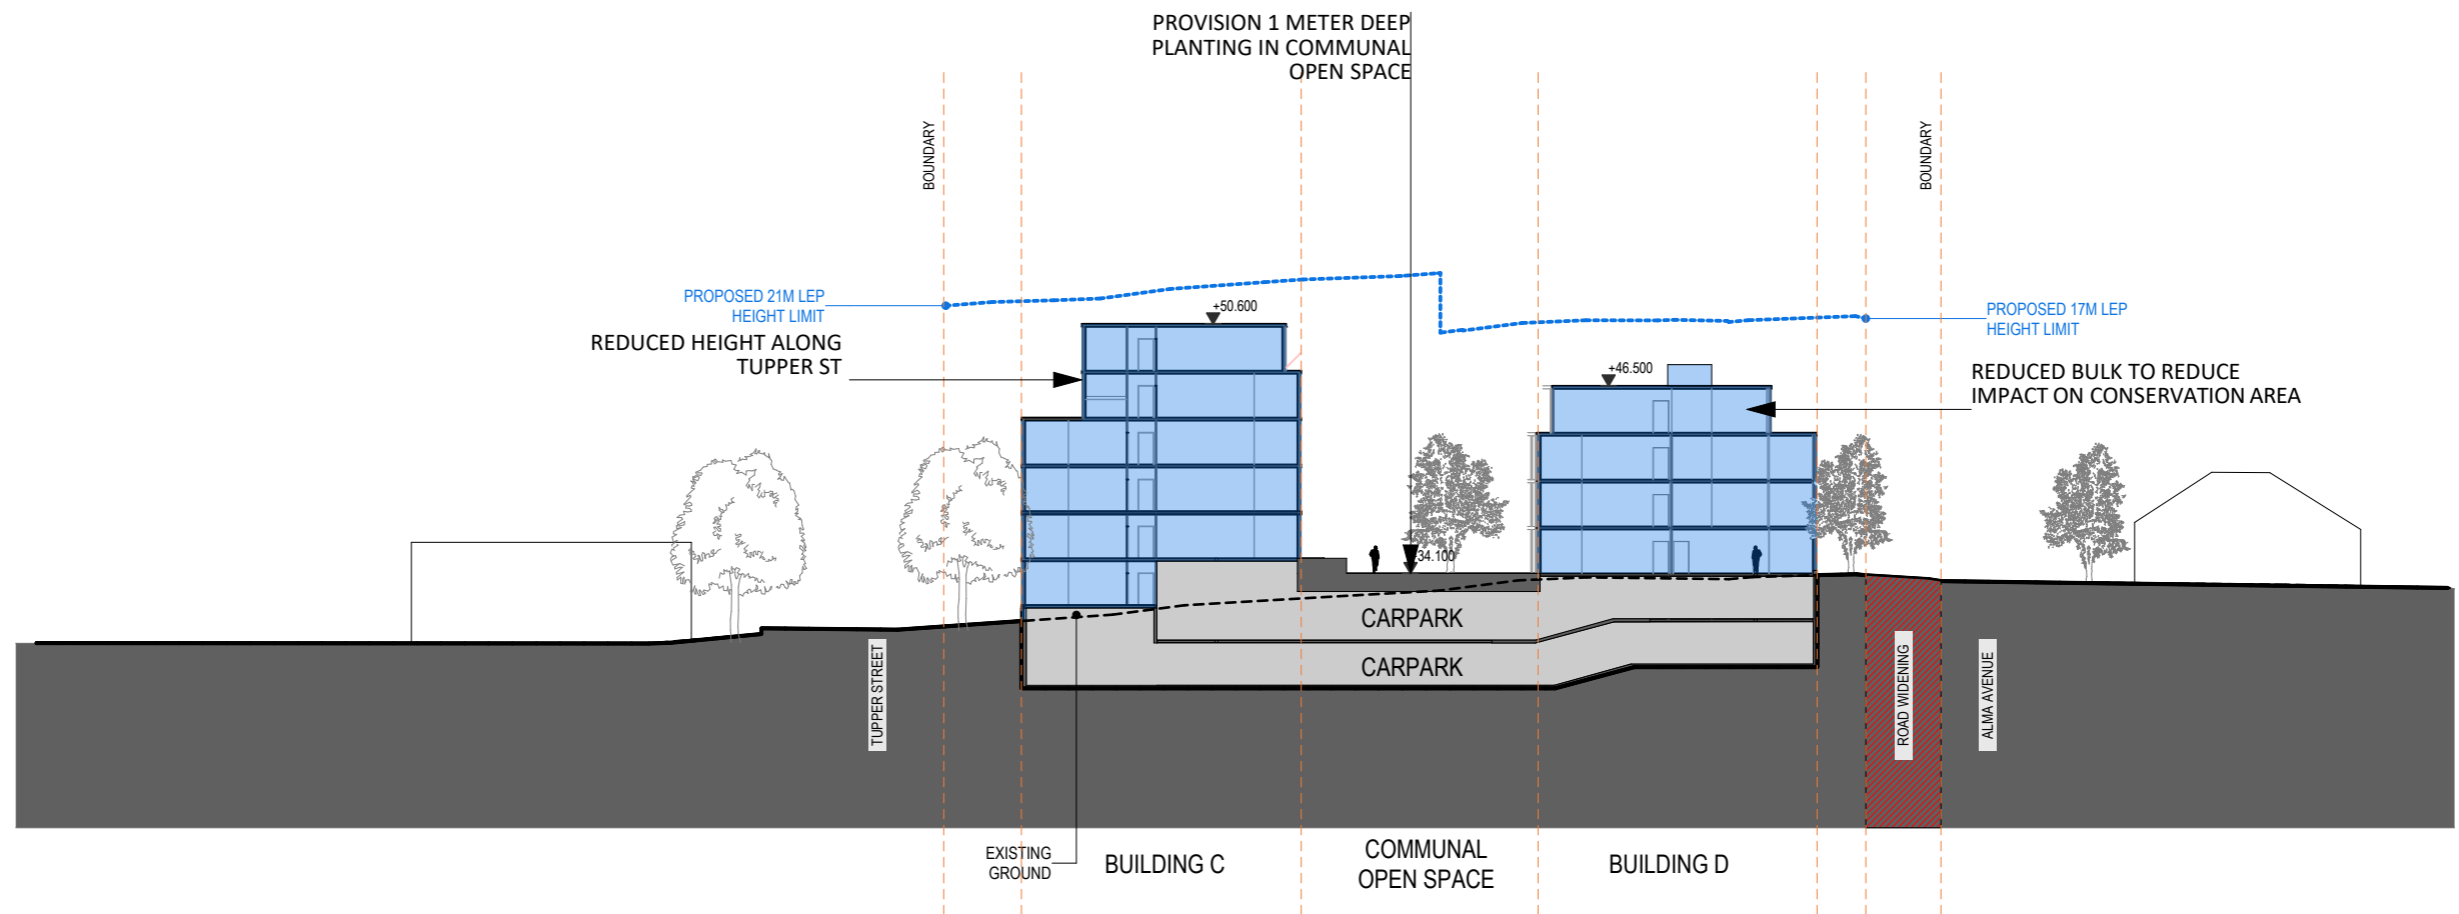 PROVISION 1 METER DEEP
PLANTING IN COMMUNAL
OPEN SPACE
BOUNDARY
BOUNDARY
PROPOSED 21M LEP
HEIGHT LIMIT
+50.600
PROPOSED 17M LEP
HEIGHT LIMIT
REDUCED HEIGHT ALONG
TUPPER ST
+46.500
REDUCED BULK TO REDUCE
IMPACT ON CONSERVATION AREA
34.100
CARPARK
CARPARK
TUPPER STREET
ROAD WIDENING
ALMA AVENUE
EXISTING
GROUND
BUILDING C
COMMUNAL
OPEN SPACE
BUILDING D